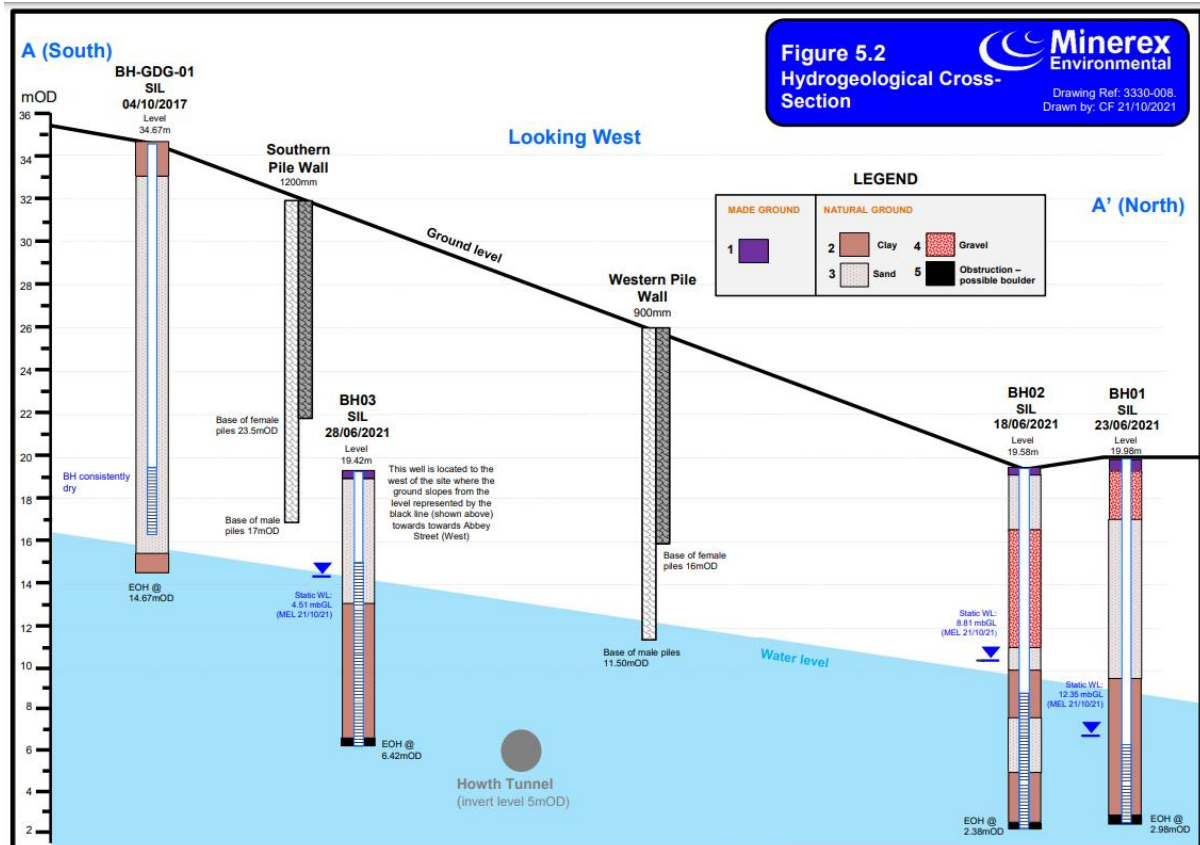 A (South)
BH-GDG-01
SIL
04/10/2017
Level
34.67m
mOD
36
34
32
30
28
26
24
22
20
18
16
14
12
10
8
6
4
2
Figure 5.2
Hydrogeological Cross-
Section
Minerex
Environmental
Drawing Ref: 3330-008.
Drawn by: CF 21/10/2021
Looking West
Southern
Pile Wall
1200mm
Ground level
LEGEND
MADE GROUND
NATURAL GROUND
1
2 Clay
3 Sand
4 Gravel
5 Obstruction –
possible boulder
A’ (North)
Western Pile
Wall
900mm
Base of female
piles 23.5mOD
BH03
SIL
28/06/2021
Level
19.42m
This well is located to the
west of the site where the
ground slopes from the
level represented by the
black line (shown above)
towards towards Abbey
Street (West)
BH02
SIL
18/06/2021
Level
19.58m
BH01
SIL
23/06/2021
Level
19.98m
BH consistently
dry
Base of male
piles 17mOD
Base of female
piles 16mOD
EOH @
14.67mOD
Static WL:
4.51 mbGL
(MEL 21/10/21)
Static WL:
8.81 mbGL
(MEL 21/10/21)
Base of male piles
11.50mOD
Water level
Static WL:
12.35 mbGL
(MEL 21/10/21)
EOH @
6.42mOD
Howth Tunnel
(invert level 5mOD)
EOH @
2.38mOD
EOH @
2.98mOD